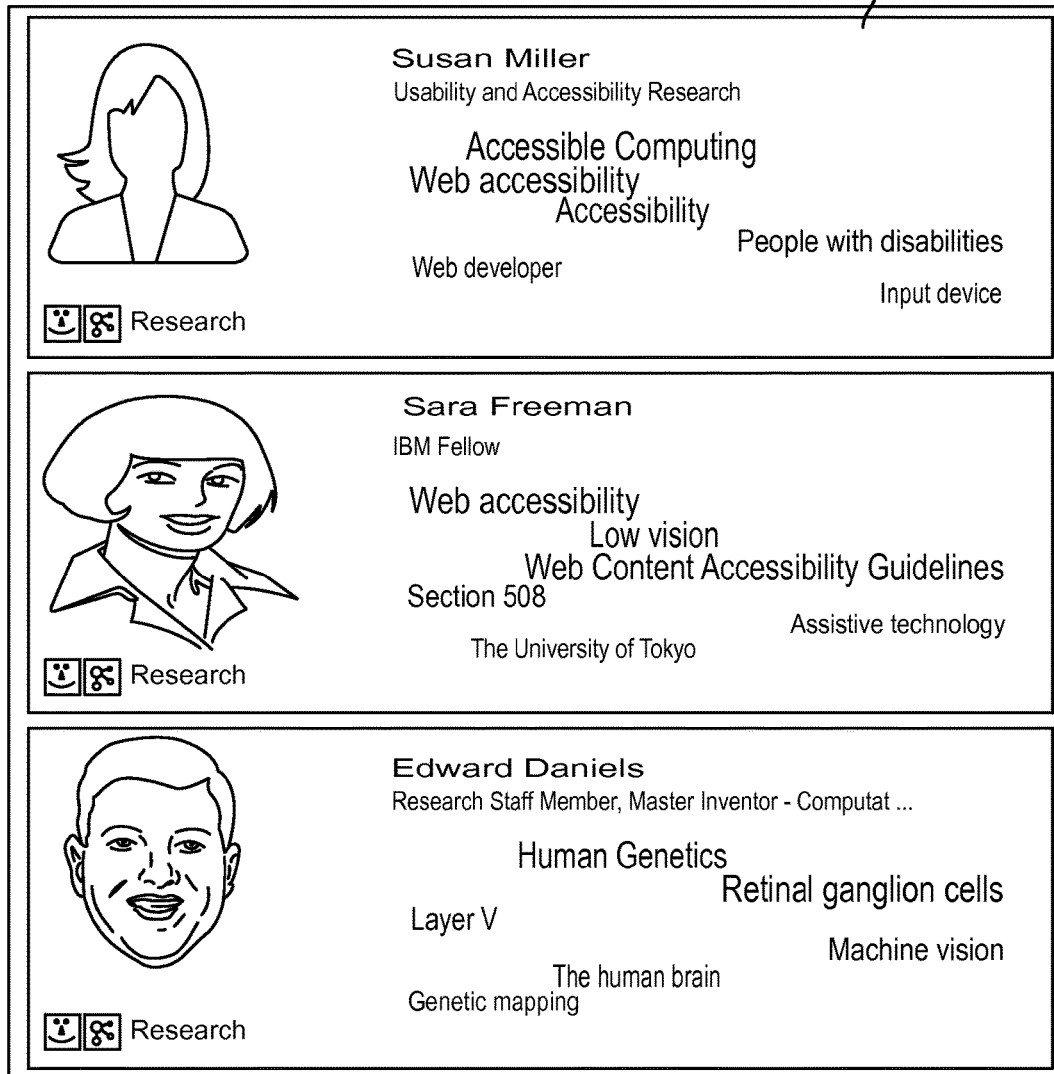 Susan Miller
Usability and Accessibility Research
Accessible Computing
Web accessibility
Accessibility
People with disabilities
Web developer
Input device
Research
Sara Freeman
IBM Fellow
Web accessibility
Low vision
Web Content Accessibility Guidelines
Section 508
Assistive technology
The University of Tokyo
Research
Edward Daniels
Research Staff Member, Master Inventor - Computat ...
Human Genetics
Retinal ganglion cells
Layer V
Machine vision
The human brain
Genetic mapping
Research